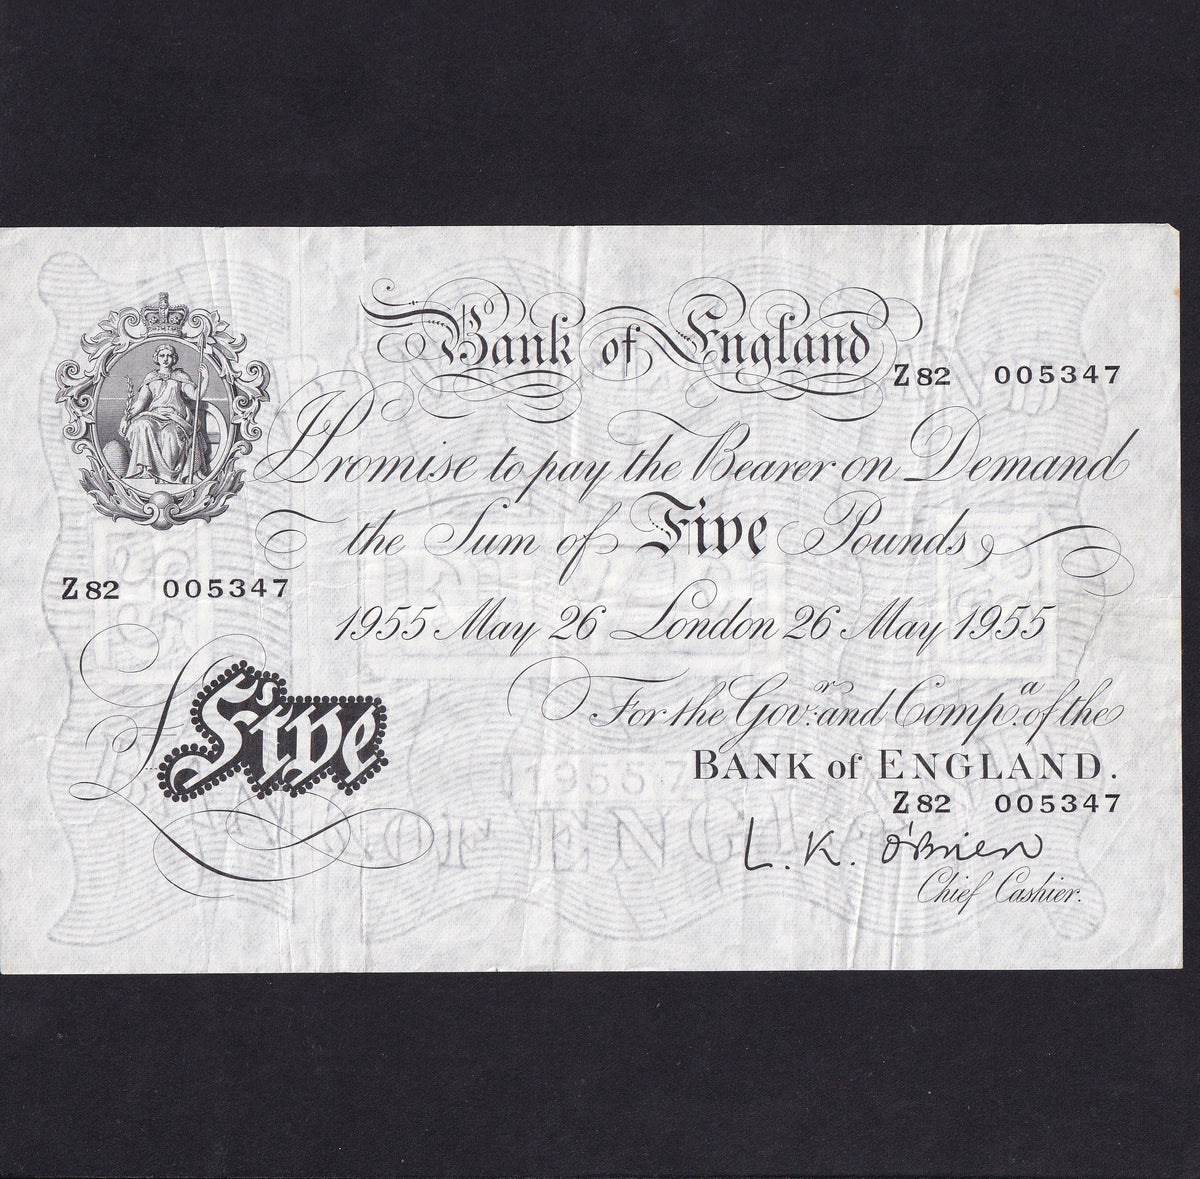 Bank of England
Z82 005347
I Promise to pay the Bearer on Demand
the Sum of Five Pounds
Z82 005347
1955 May 26 London 26 May 1955
For the Gov.r and Comp.a of the
£Five
BANK of ENGLAND.
Z82 005347
L. K. O'Brien
Chief Cashier.